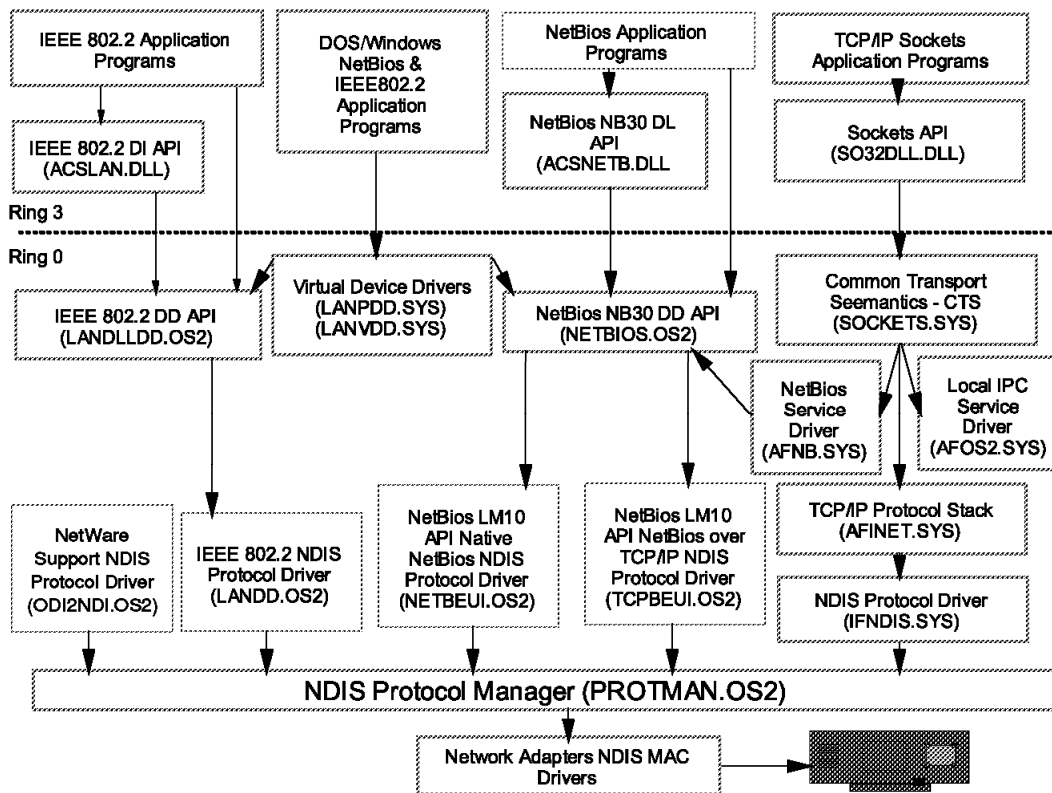 IEEE 802.2 Application
Programs
DOS/Windows
NetBios &
IEEE802.2
Application
Programs
NetBios Application
Programs
TCP/IP Sockets
Application Programs
IEEE 802.2 DI API
(ACSLAN.DLL)
NetBios NB30 DL
API
(ACSNETB.DLL
Sockets API
(SO32DLL.DLL)
Ring 3
Ring 0
IEEE 802.2 DD API
(LANDLLDD.OS2)
Virtual Device Drivers
(LANPDD.SYS)
(LANVDD.SYS)
NetBios NB30 DD API
(NETBIOS.OS2)
Common Transport
Seemantics - CTS
(SOCKETS.SYS)
NetBios
Service
Driver
(AFNB.SYS)
Local IPC
Service
Driver
(AFOS2.SYS)
NetWare
Support NDIS
Protocol Driver
(ODI2NDI.OS2)
IEEE 802.2 NDIS
Protocol Driver
(LANDD.OS2)
NetBios LM10
API Native
NetBios NDIS
Protocol Driver
(NETBEUI.OS2)
NetBios LM10
API NetBios over
TCP/IP NDIS
Protocol Driver
(TCPBEUI.OS2)
TCP/IP Protocol Stack
(AFINET.SYS)
NDIS Protocol Driver
(IFNDIS.SYS)
NDIS Protocol Manager (PROTMAN.OS2)
Network Adapters NDIS MAC
Drivers